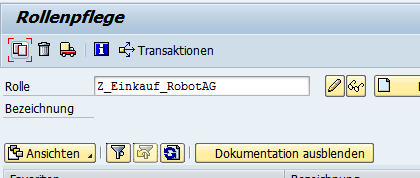 Rollenpflege
Transaktionen
Rolle Z_Einkauf_RobotAG
Bezeichnung
Ansichten Dokumentation ausblenden